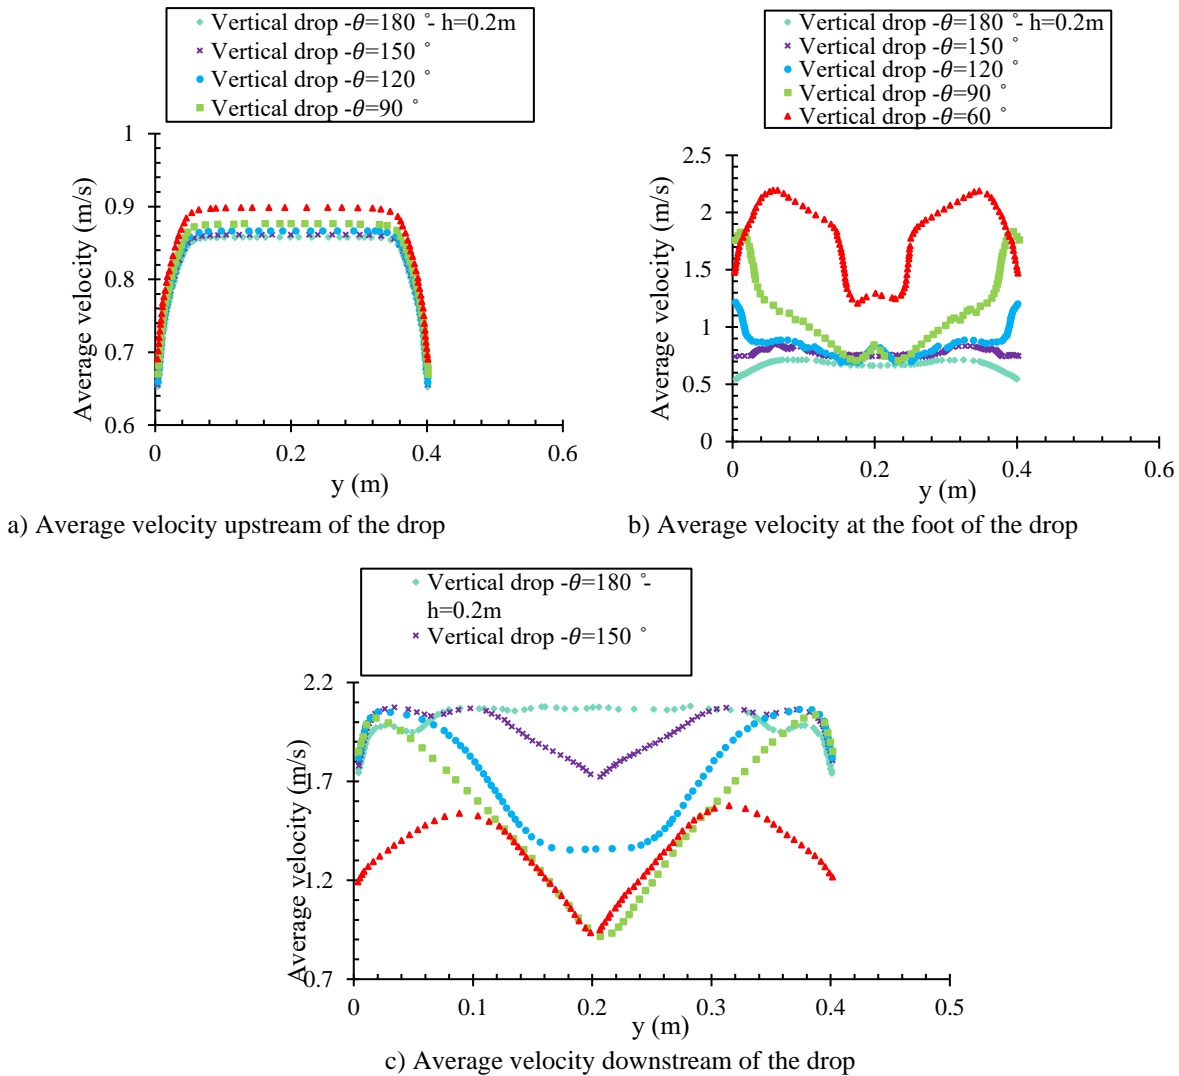 Vertical drop -θ=180 °- h=0.2m
Vertical drop -θ=150 °
Vertical drop -θ=120 °
Vertical drop -θ=90 °
1
0.9
0.8
0.7
0.6
0
0.2
0.4
0.6
Average velocity (m/s)
y (m)
a) Average velocity upstream of the drop
Vertical drop -θ=180 °- h=0.2m
Vertical drop -θ=150 °
Vertical drop -θ=120 °
Vertical drop -θ=90 °
Vertical drop -θ=60 °
2.5
2
1.5
1
0.5
0
0
0.2
0.4
0.6
Average velocity (m/s)
y (m)
b) Average velocity at the foot of the drop
Vertical drop -θ=180 °-
h=0.2m
Vertical drop -θ=150 °
2.2
1.7
1.2
0.7
0
0.1
0.2
0.3
0.4
0.5
Average velocity (m/s)
y (m)
c) Average velocity downstream of the drop